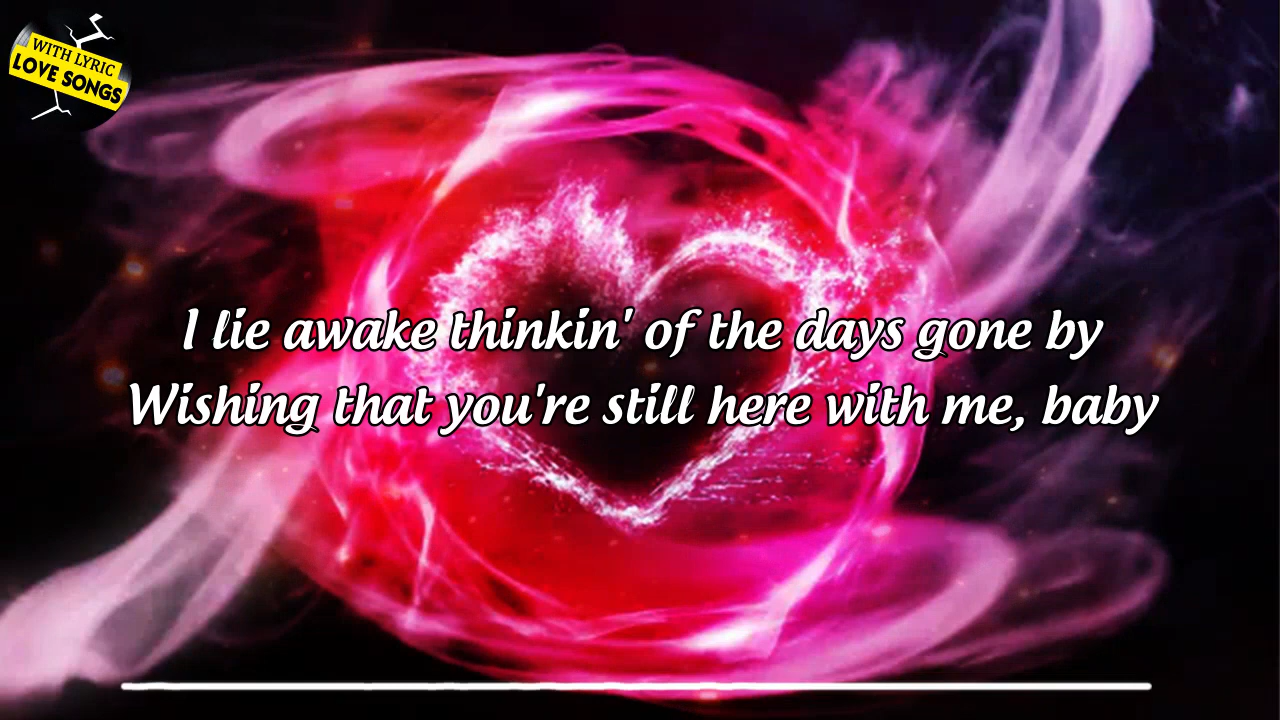 WITH LYRIC
LOVE SONGS
I lie awake thinkin' of the days gone by
Wishing that you're still here with me, baby